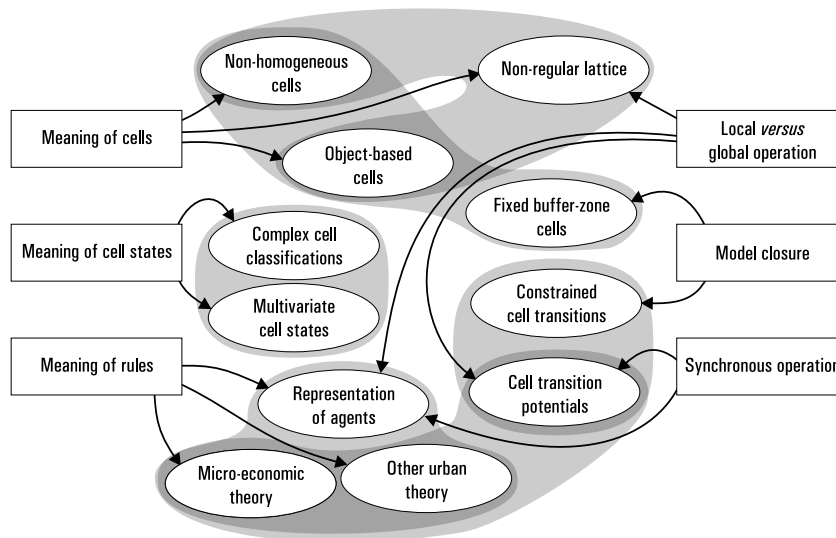 Non-homogeneous
cells
Non-regular lattice
Meaning of cells
Local versus
global operation
Object-based
cells
Fixed buffer-zone
cells
Meaning of cell states
Complex cell
classifications
Model closure
Multivariate
cell states
Constrained
cell transitions
Meaning of rules
Synchronous operation
Representation
of agents
Cell transition
potentials
Micro-economic
theory
Other urban
theory